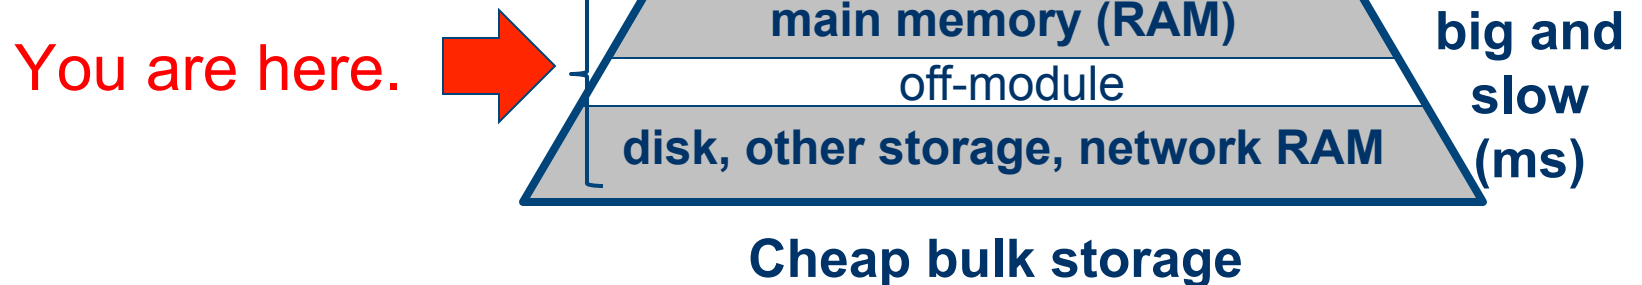 main memory (RAM)
You are here.
off-module
disk, other storage, network RAM
big and
slow
(ms)
Cheap bulk storage